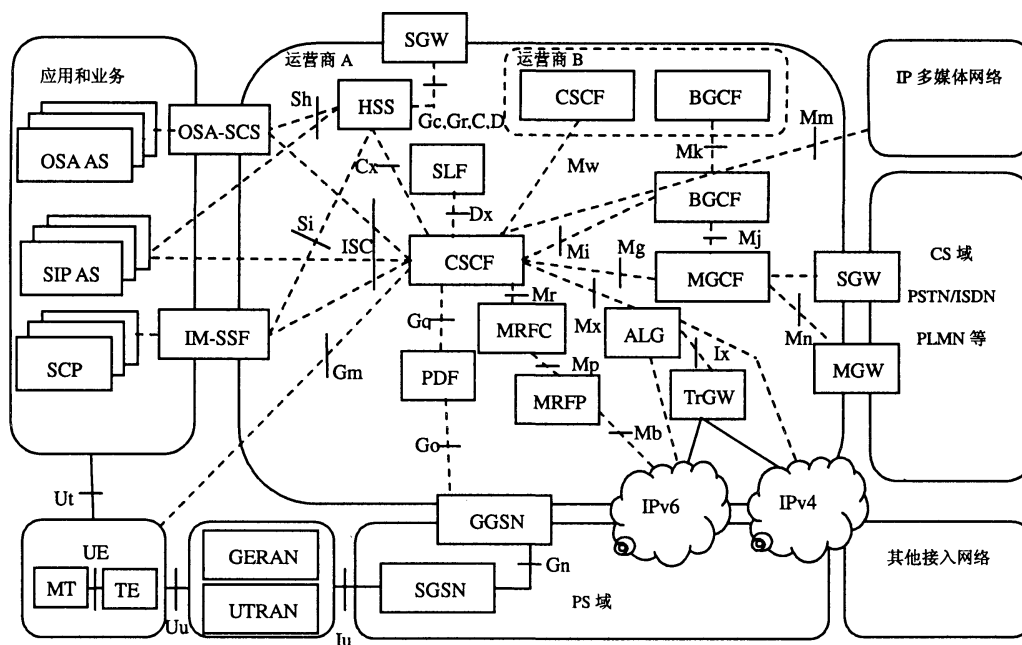 SGW
应用和业务
运营商 A
运营商 B
IP 多媒体网络
Sh
HSS
CSCF
BGCF
Mm
OSA-SCS
OSA AS
Gc,Gr,C,D
Cx
SLF
Mw
Mk
BGCF
Si
ISC
Dx
SIP AS
CSCF
Mi
Mg
Mj
MGCF
SGW
CS 域
PSTN/ISDN
PLMN 等
Mr
IM-SSF
Gq
MRFC
Mx
ALG
Ix
Mn
SCP
Gm
PDF
Mp
MRFP
TrGW
MGW
Go
Mb
Ut
GGSN
IPv6
IPv4
UE
GERAN
Gn
其他接入网络
MT
TE
UTRAN
SGSN
PS 域
Uu
Iu